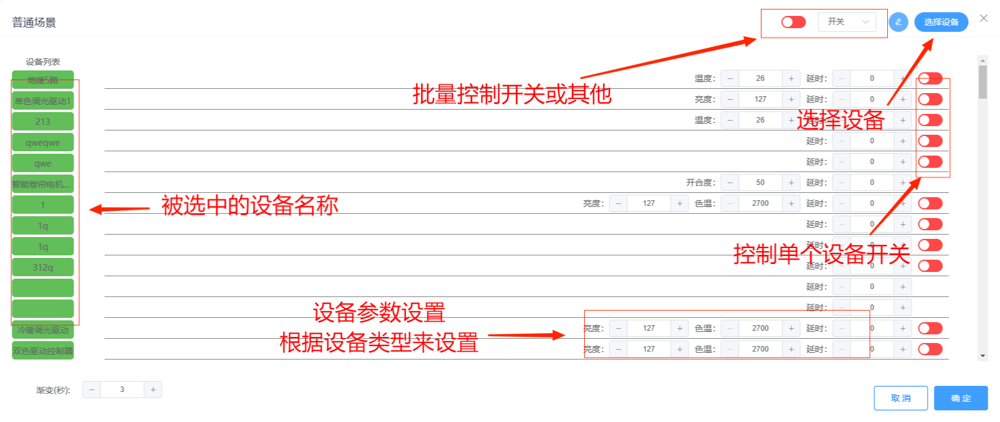 普通场景
开关
选择设备
设备列表
地暖5路
温度: − 26 + 延时: − 0 +
单色调光驱动1
亮度: − 127 + 延时: − 0 +
批量控制开关或其他
213
温度: − 26 + 延时: − 0 +
选择设备
qweqwe
延时: − 0 +
qwe
延时: − 0 +
智能卷帘电机...
开合度: − 50 + 延时: − 0 +
1
亮度: − 127 + 色温: − 2700 + 延时: − 0 +
被选中的设备名称
1q
延时: − 0 +
1q
延时: − 0 +
控制单个设备开关
312q
延时: − 0 +
延时: − 0 +
延时: − 0 +
设备参数设置
冷暖调光驱动
亮度: − 127 + 色温: − 2700 + 延时: − 0 +
根据设备类型来设置
双色驱动控制器
亮度: − 127 + 色温: − 2700 + 延时: − 0 +
渐变(秒): − 3 +
取 消
确 定